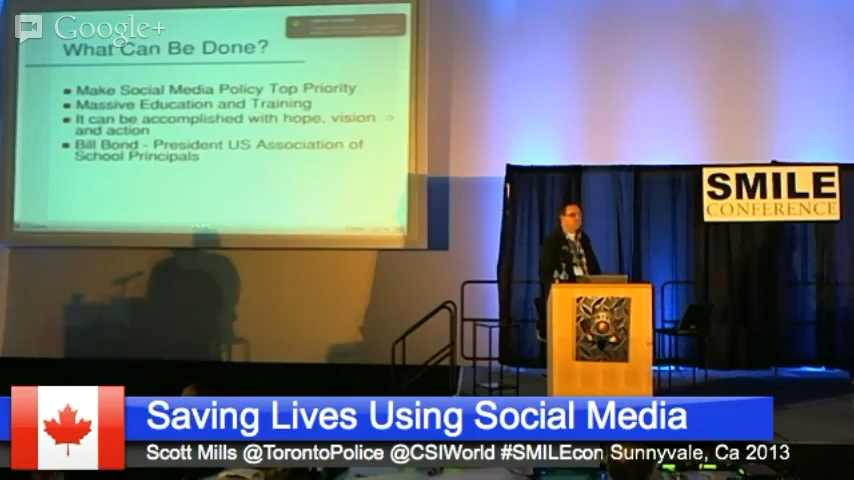 Google+
What Can Be Done?
Make Social Media Policy Top Priority
Massive Education and Training
It can be accomplished with hope, vision
and action
Bill Bond - President US Association of
School Principals
SMILE
CONFERENCE
Saving Lives Using Social Media
Scott Mills @TorontoPolice @CSIWorld #SMILEcon Sunnyvale, Ca 2013